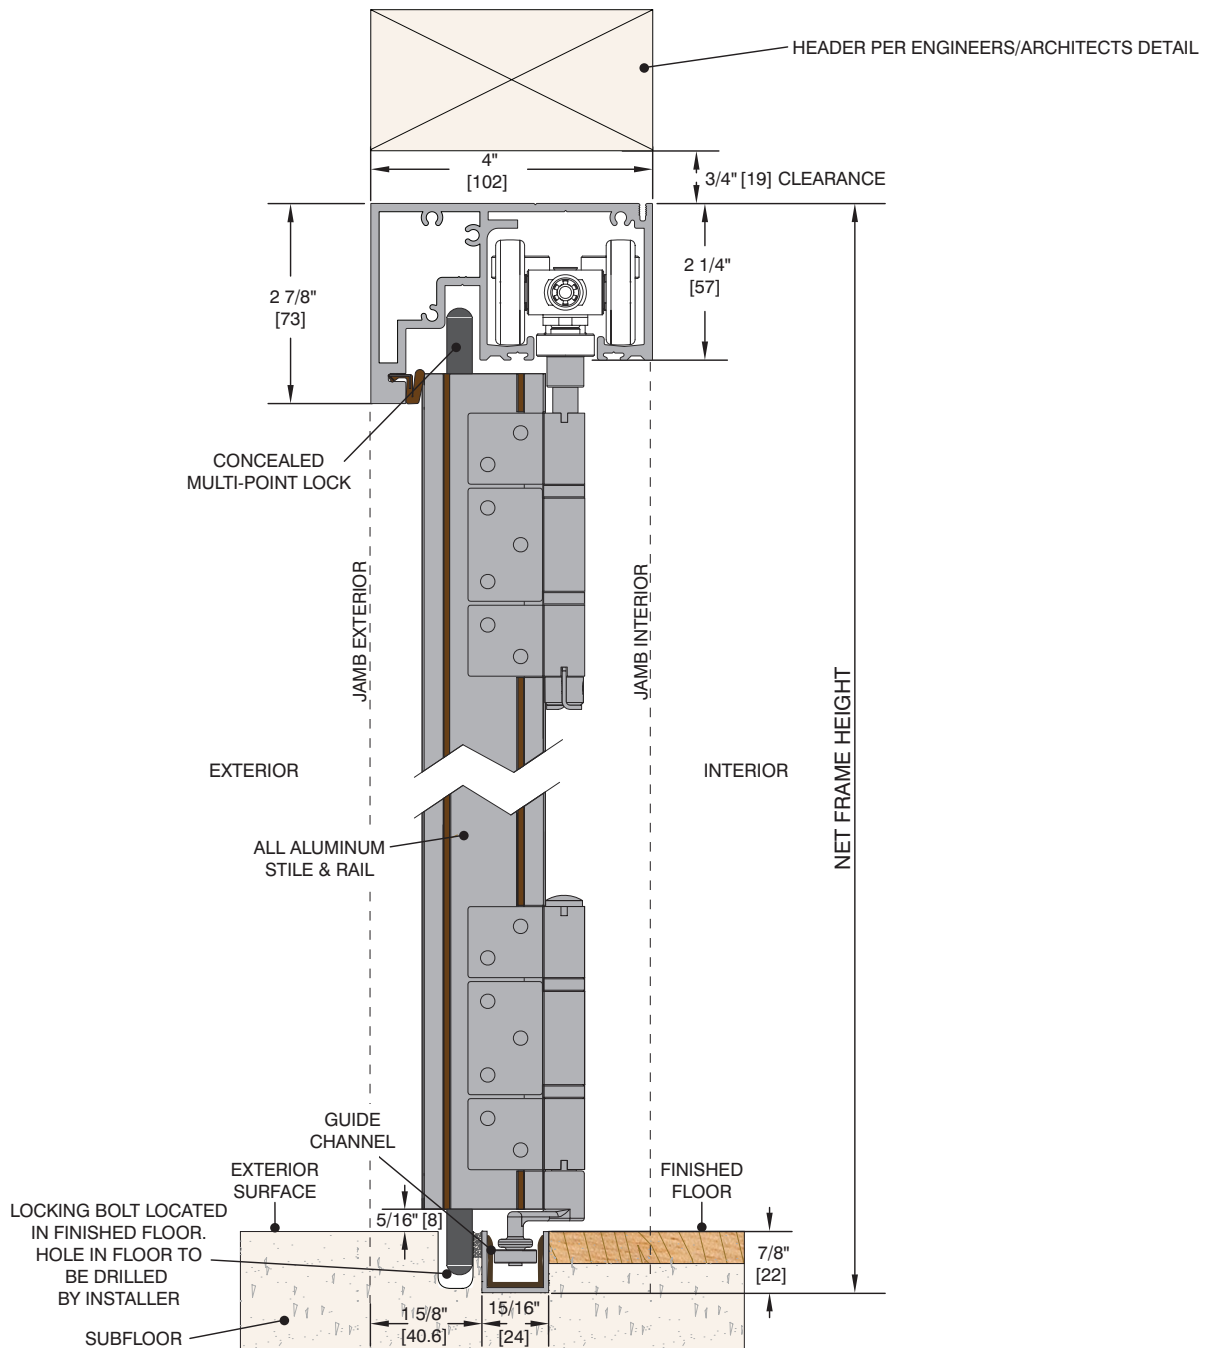 HEADER PER ENGINEERS/ARCHITECTS DETAIL
4"
[102]
3/4" [19] CLEARANCE
2 7/8"
[73]
2 1/4"
[57]
CONCEALED
MULTI-POINT LOCK
JAMB EXTERIOR
JAMB INTERIOR
NET FRAME HEIGHT
EXTERIOR
INTERIOR
ALL ALUMINUM
STILE & RAIL
GUIDE
CHANNEL
EXTERIOR
SURFACE
FINISHED
FLOOR
LOCKING BOLT LOCATED
IN FINISHED FLOOR.
HOLE IN FLOOR TO
BE DRILLED
BY INSTALLER
5/16" [8]
7/8"
[22]
SUBFLOOR
1 5/8"
[40.6]
15/16"
[24]